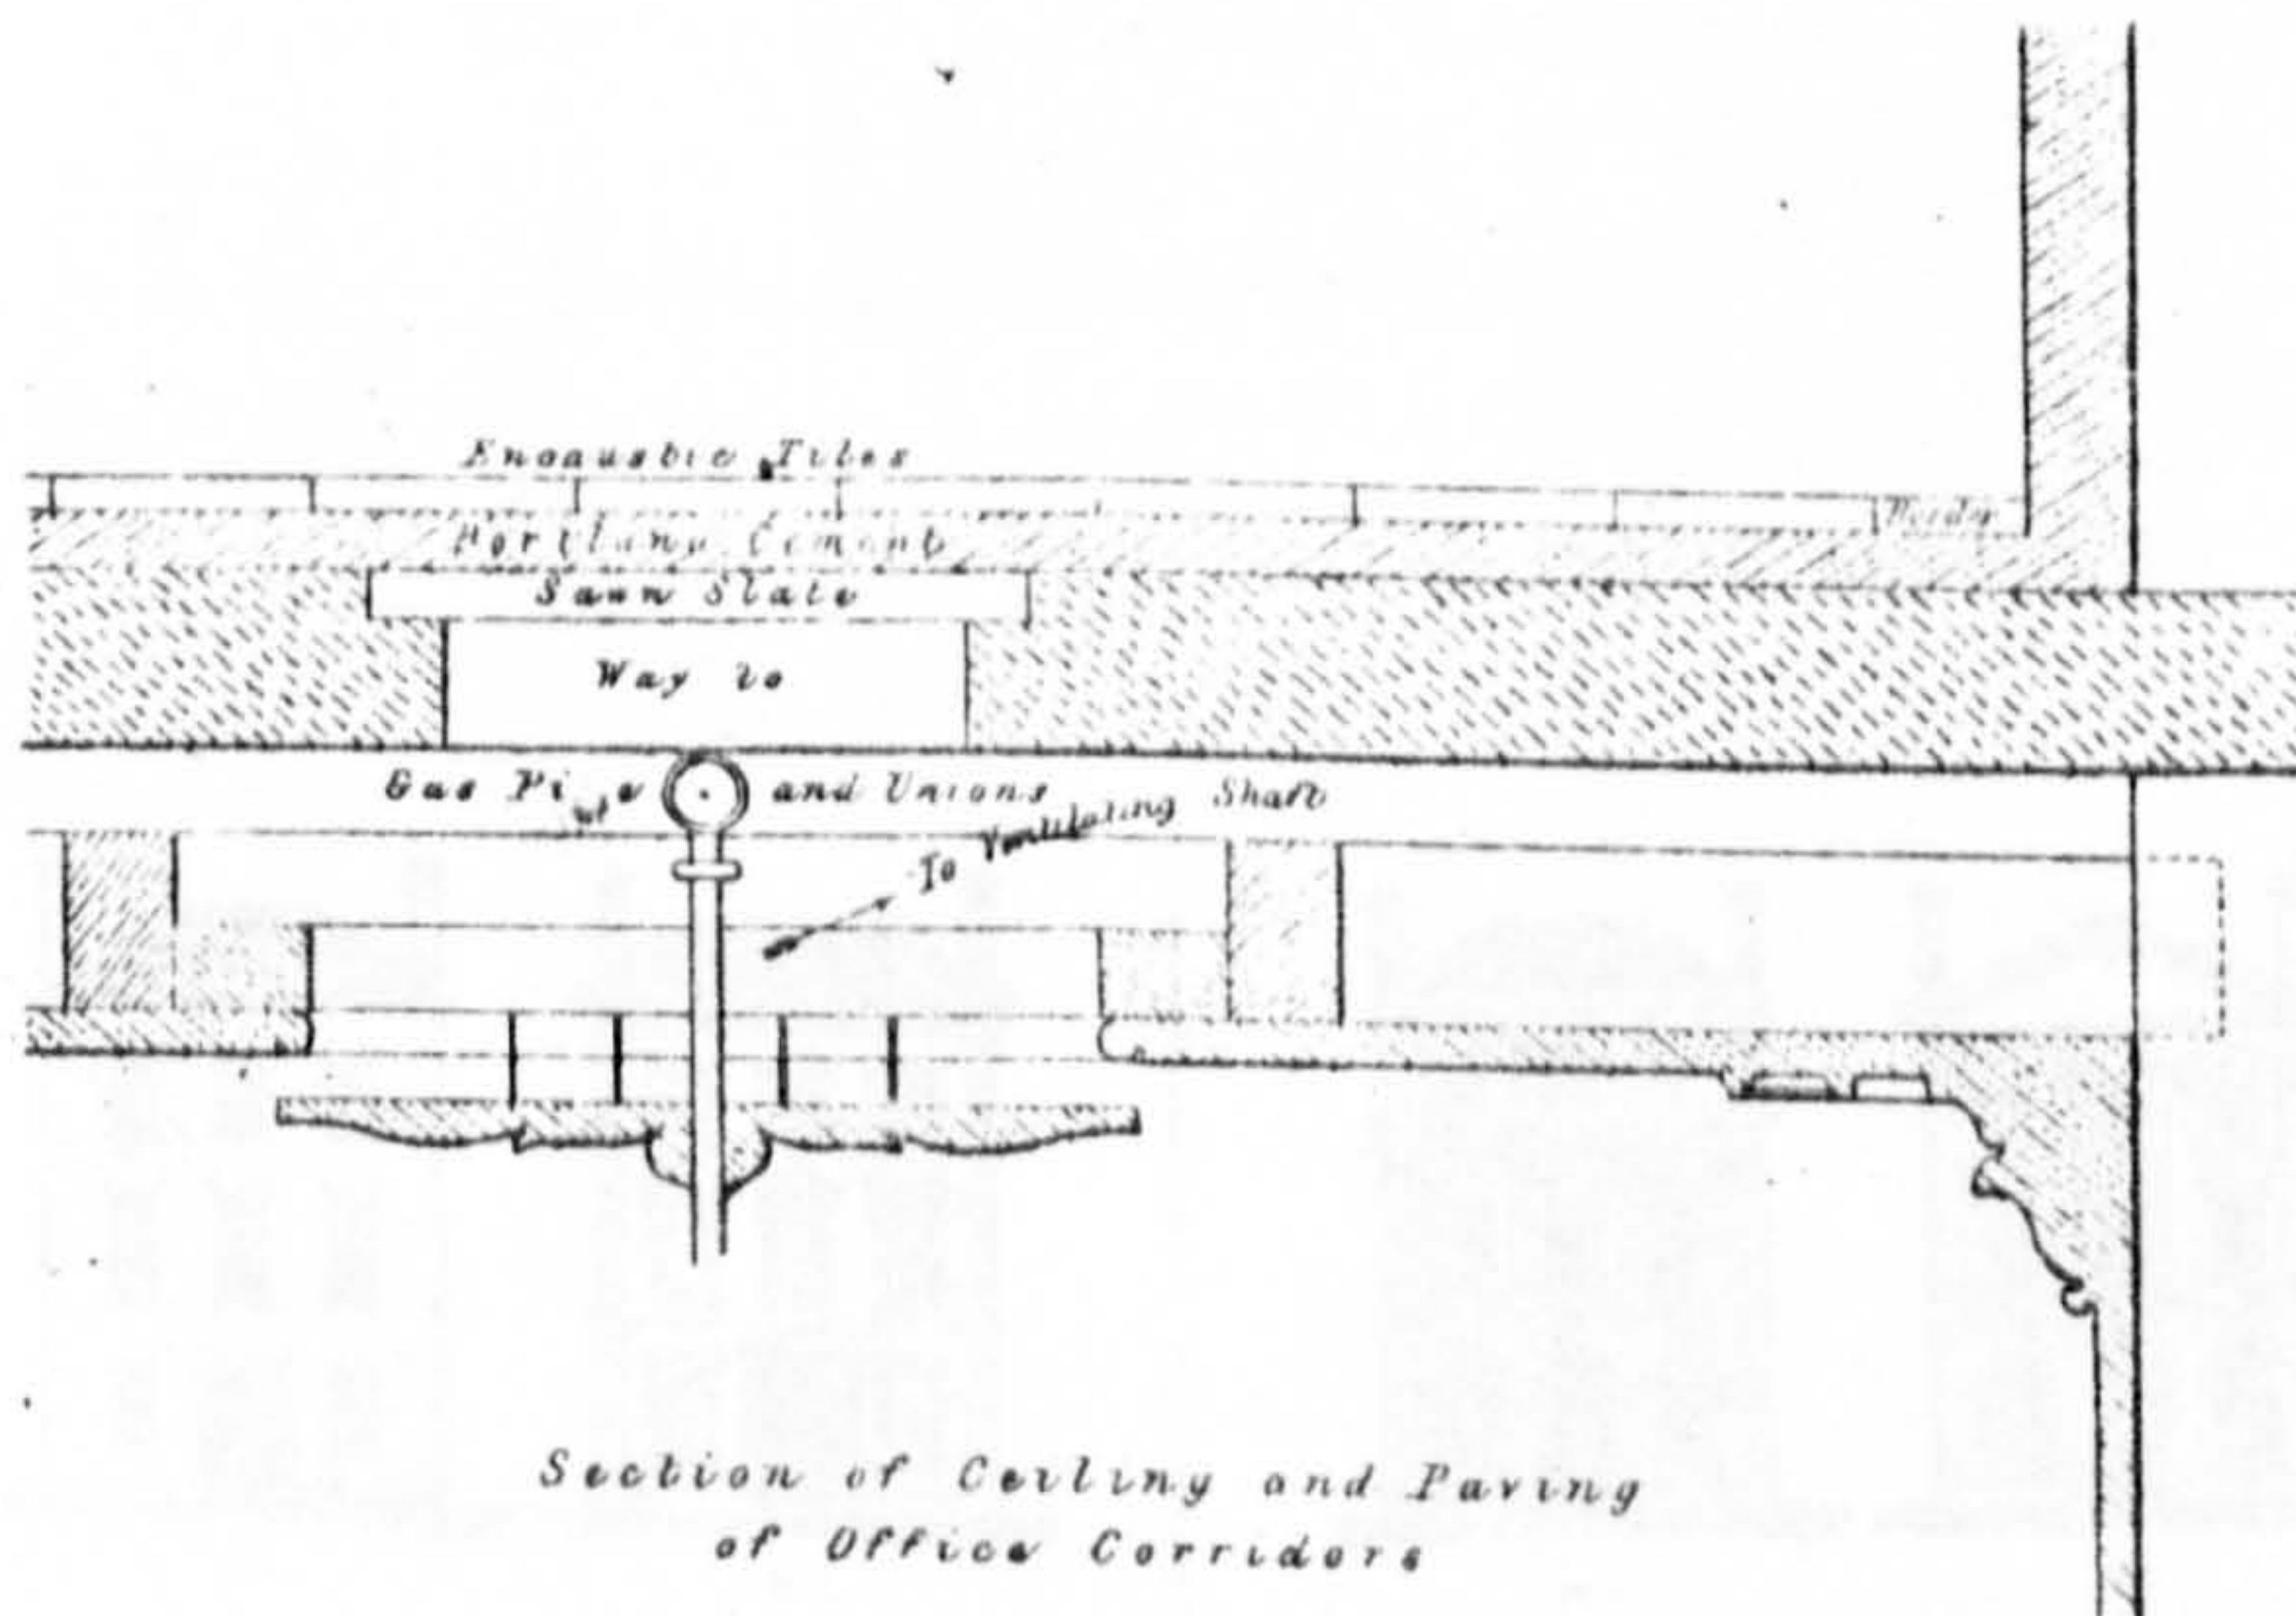 Encaustic Tiles
Portland Cement
Sawn Slate
Way to
Gas Pipe and Unions
To Ventilating Shaft
Section of Ceiling and Paving
of Office Corridors